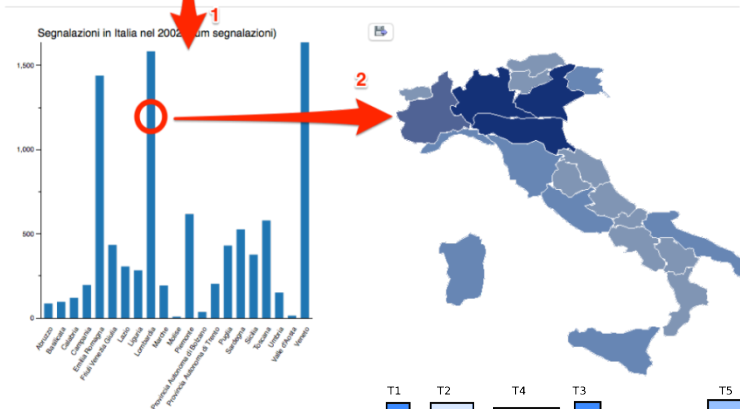 1
Segnalazioni in Italia nel 2002 um segnalazioni)
2
1,500
1,000
500
0
Abruzzo
Basilicata
Calabria
Campania
Emilia Romagna
Friuli Venezia Giulia
Lazio
Liguria
Lombardia
Marche
Molise
Piemonte
Provincia Autonoma di Bolzano
Provincia Autonoma di Trento
Puglia
Sardegna
Sicilia
Toscana
Umbria
Valle d'Aosta
Veneto
T1 T2 T4 T3 T5